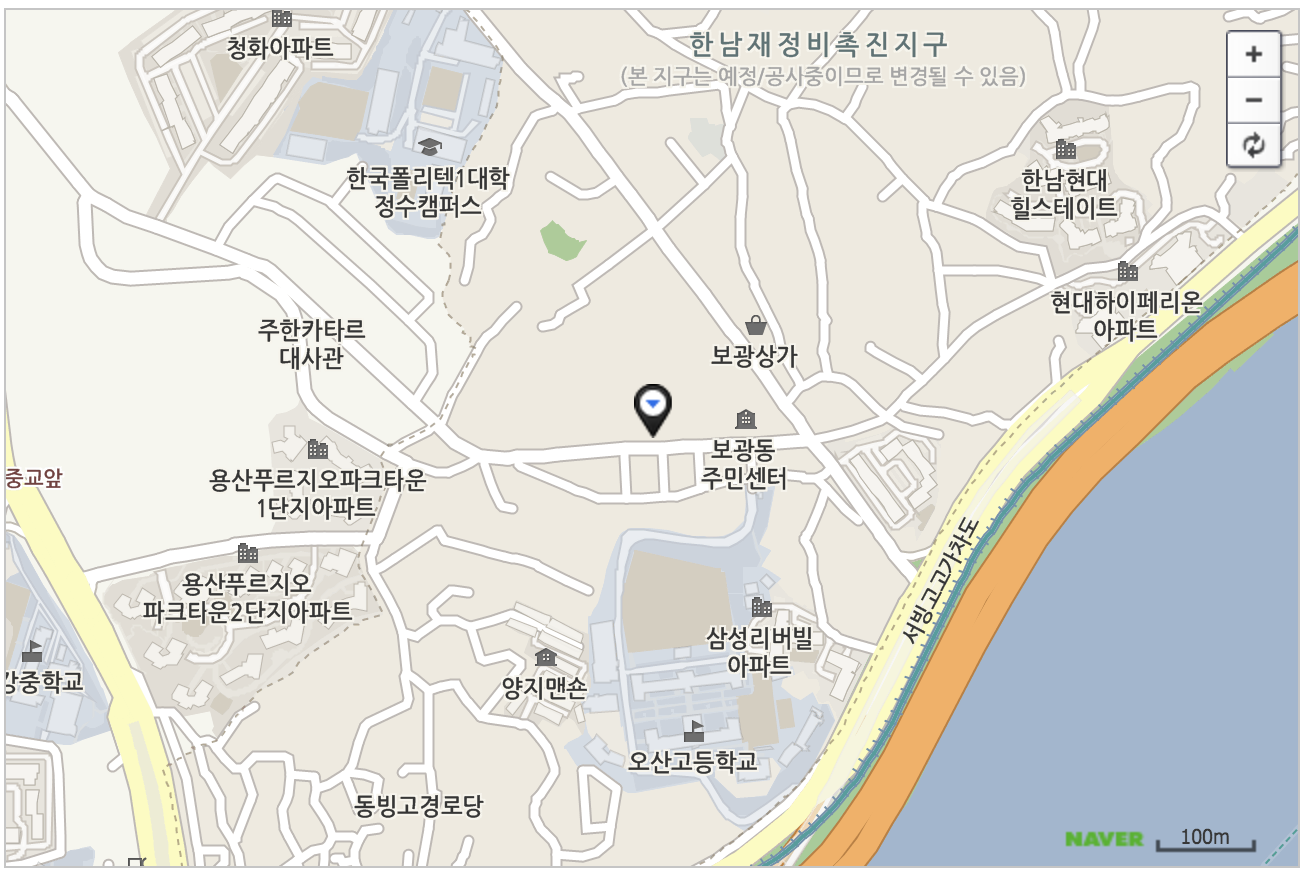 청화아파트
한남재정비촉진지구
(본 지구는 예정/공사중이므로 변경될 수 있음)
+
−
한국폴리텍1대학
정수캠퍼스
한남현대
힐스테이트
현대하이페리온
아파트
주한카타르
대사관
보광상가
보광동
주민센터
중교앞
용산푸르지오파크타운
1단지아파트
용산푸르지오
파크타운2단지아파트
서빙고고가차도
삼성리버빌
아파트
강중학교
양지맨숀
오산고등학교
동빙고경로당
NAVER
100m